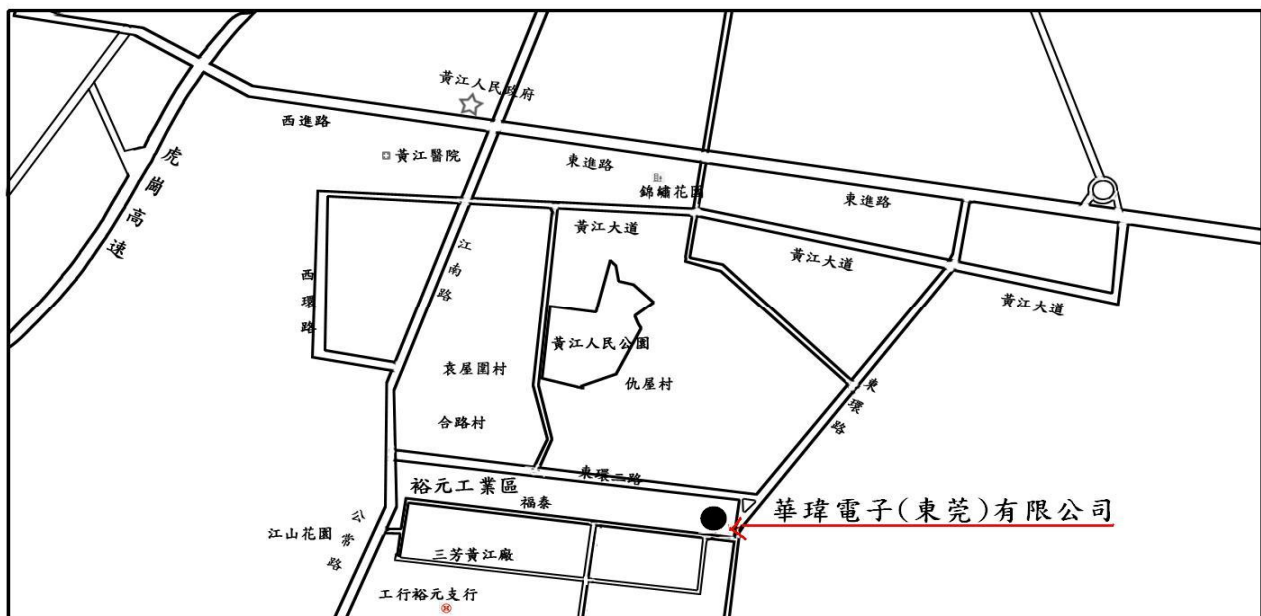 黃江人民政府
西進路
黃江醫院
東進路
錦繡花園
東進路
虎崗高速
黃江大道
江南路
黃江大道
西環路
黃江大道
黃江人民公園
袁屋圍村
仇屋村
東環路
合路村
東環二路
裕元工業區
福泰
華瑋電子(東莞)有限公司
公常路
江山花園
三芳黃江廠
工行裕元支行